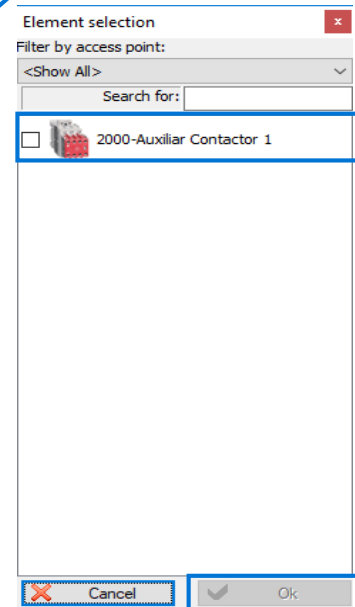 Element selection
x
Filter by access point:
<Show All>
Search for:
2000-Auxiliar Contactor 1
Cancel
Ok